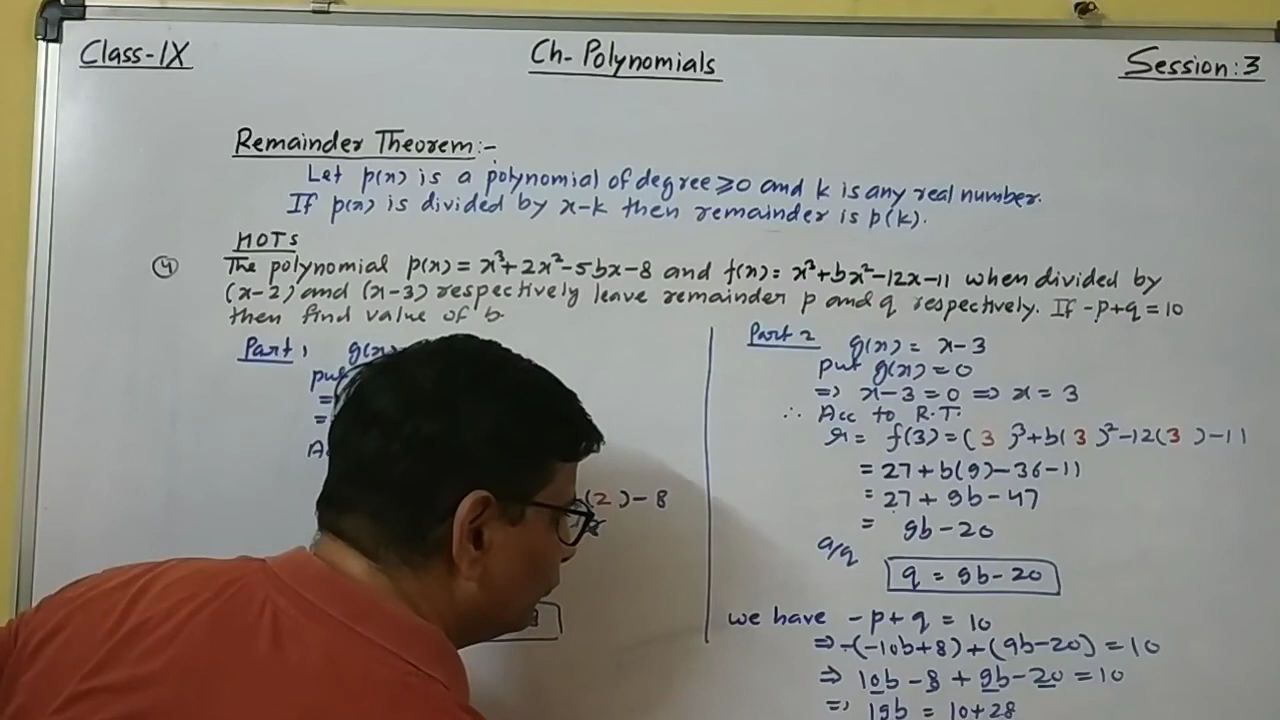 Class-IX
Ch-Polynomials
Session:3
Remainder Theorem:-
Let p(x) is a polynomial of degree ≥0 and k is any real number.
If p(x) is divided by x-k then remainder is p(k).
HOTs
④ The polynomial p(x) = x³+2x²-5bx-8 and f(x) = x³+bx²-12x-11 when divided by
(x-2) and (x-3) respectively leave remainder p and q respectively. If -p+q=10
then find value of b
Part 1 g(x)
put
=
=
(2)-8
Part 2 g(x) = x-3
put g(x) = 0
=> x-3=0 => x=3
∴ Acc to R.T.
r = f(3) = (3)³+b(3)²-12(3)-11
= 27+b(9)-36-11
= 27+9b-47
= 9b-20
a/q
q = 9b-20
we have -p+q = 10
=> -(-10b+8)+(9b-20)=10
=> 10b-8+9b-20=10
=> 19b = 10+28